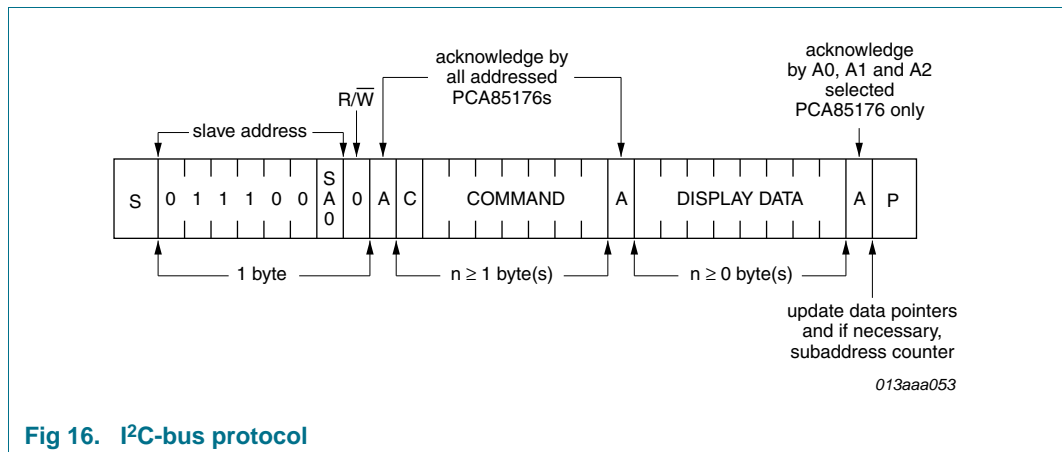 acknowledge by
all addressed
PCA85176s
acknowledge
by A0, A1 and A2
selected
PCA85176 only
R/W̅
slave address
S 0 1 1 1 0 0 SA0 0 A C COMMAND A DISPLAY DATA A P
1 byte
n ≥ 1 byte(s)
n ≥ 0 byte(s)
update data pointers
and if necessary,
subaddress counter
013aaa053
Fig 16. I²C-bus protocol